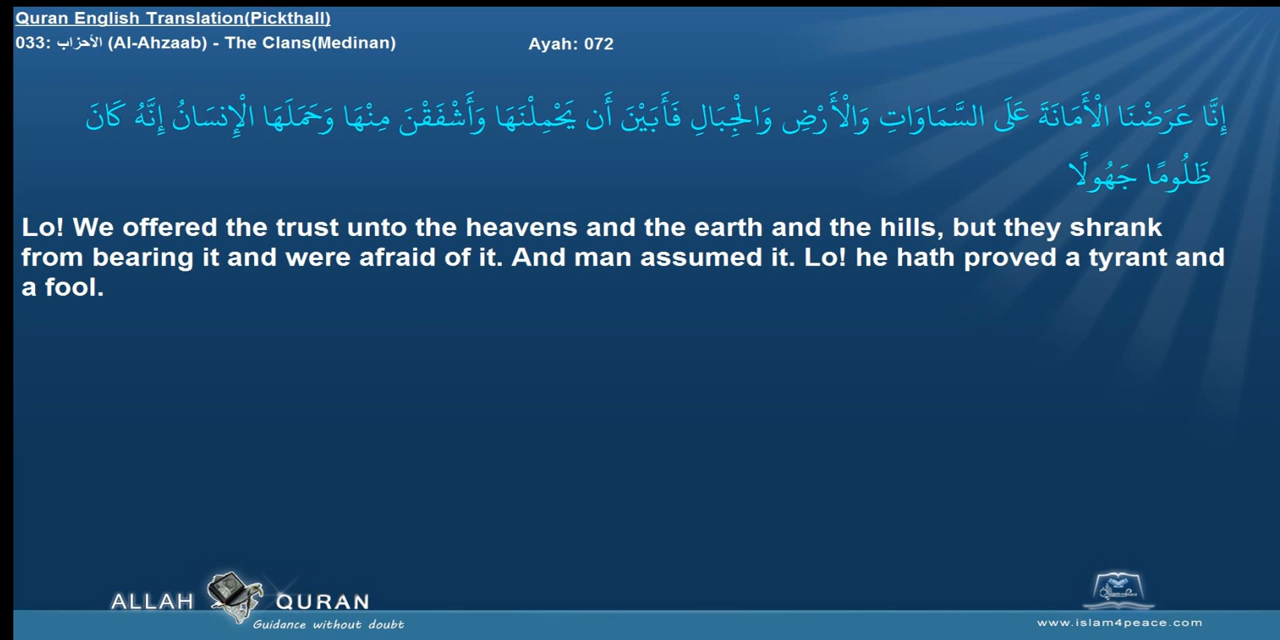 Quran English Translation(Pickthall)
033: الأحزاب (Al-Ahzaab) - The Clans(Medinan) Ayah: 072
إِنَّا عَرَضْنَا الْأَمَانَةَ عَلَى السَّمَاوَاتِ وَالْأَرْضِ وَالْجِبَالِ فَأَبَيْنَ أَن يَحْمِلْنَهَا وَأَشْفَقْنَ مِنْهَا وَحَمَلَهَا الْإِنسَانُ إِنَّهُ كَانَ
ظَلُومًا جَهُولًا
Lo! We offered the trust unto the heavens and the earth and the hills, but they shrank
from bearing it and were afraid of it. And man assumed it. Lo! he hath proved a tyrant and
a fool.
ALLAH QURAN
Guidance without doubt
www.islam4peace.com